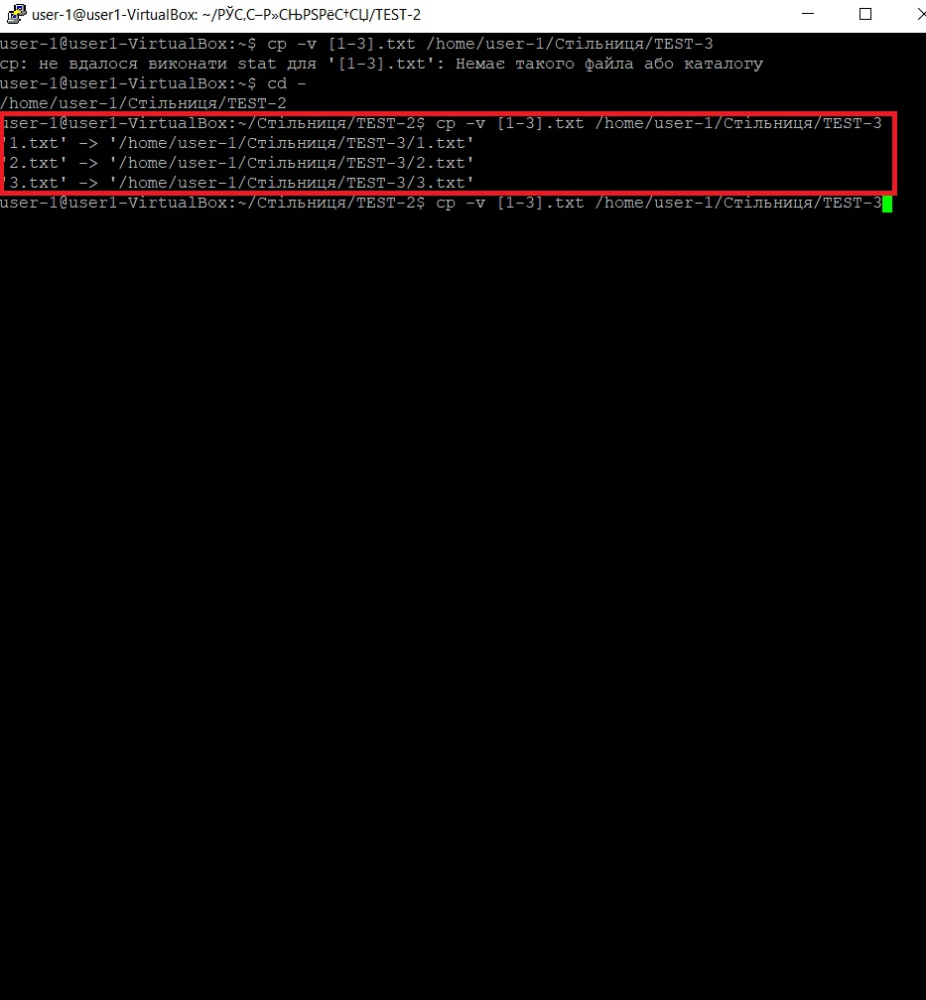 user-1@user1-VirtualBox: ~/РЎС‚С–Р»СЊРЅРёС†СЏ/TEST-2
user-1@user1-VirtualBox:~$ cp -v [1-3].txt /home/user-1/Стільниця/TEST-3
cp: не вдалося виконати stat для '[1-3].txt': Немає такого файла або каталогу
user-1@user1-VirtualBox:~$ cd -
/home/user-1/Стільниця/TEST-2
user-1@user1-VirtualBox:~/Стільниця/TEST-2$ cp -v [1-3].txt /home/user-1/Стільниця/TEST-3
'1.txt' -> '/home/user-1/Стільниця/TEST-3/1.txt'
'2.txt' -> '/home/user-1/Стільниця/TEST-3/2.txt'
'3.txt' -> '/home/user-1/Стільниця/TEST-3/3.txt'
user-1@user1-VirtualBox:~/Стільниця/TEST-2$ cp -v [1-3].txt /home/user-1/Стільниця/TEST-3